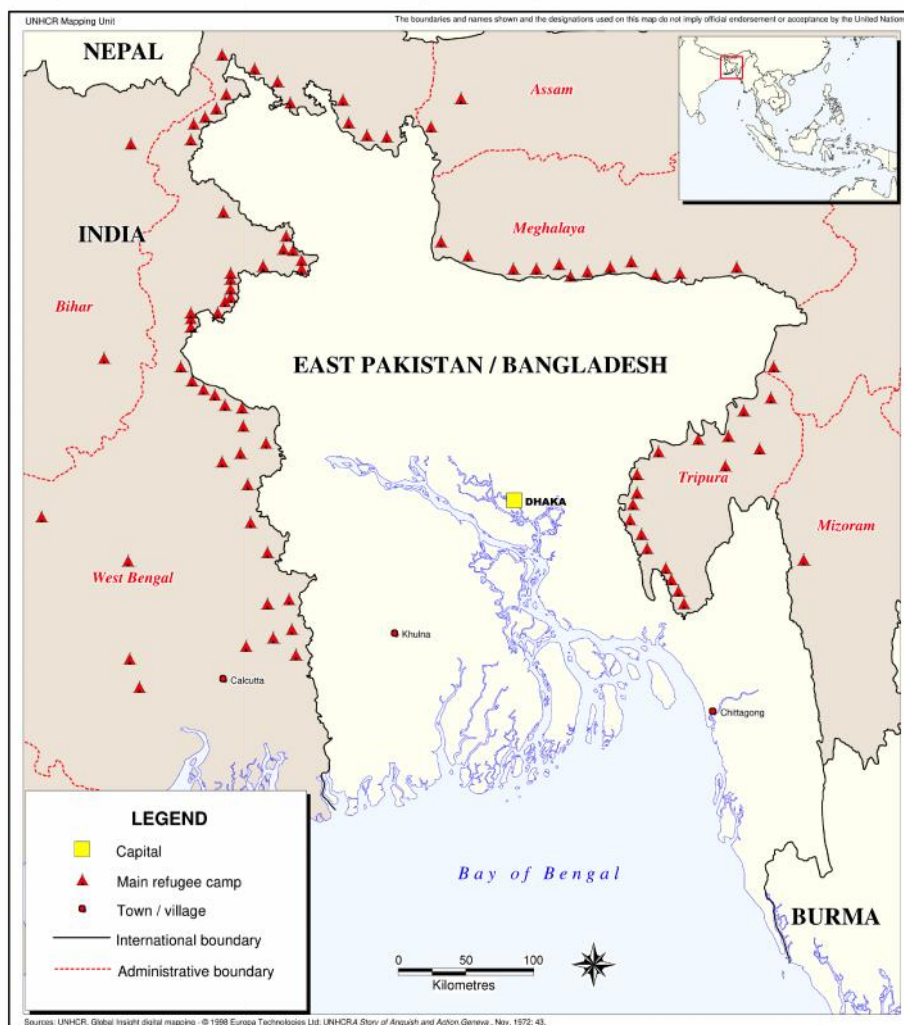 UNHCR Mapping Unit
The boundaries and names shown and the designations used on this map do not imply official endorsement or acceptance by the United Nation
NEPAL
Assam
INDIA
Meghalaya
Bihar
EAST PAKISTAN / BANGLADESH
DHAKA
Tripura
Mizoram
West Bengal
Khulna
Calcutta
Chittagong
LEGEND
Capital
Main refugee camp
Town / village
International boundary
Administrative boundary
Bay of Bengal
BURMA
0 50 100
Kilometres
Sources: UNHCR, Global Insight digital mapping - © 1998 Europa Technologies Ltd; UNHCR A Story of Anguish and Action, Geneva, Nov. 1972: 43.